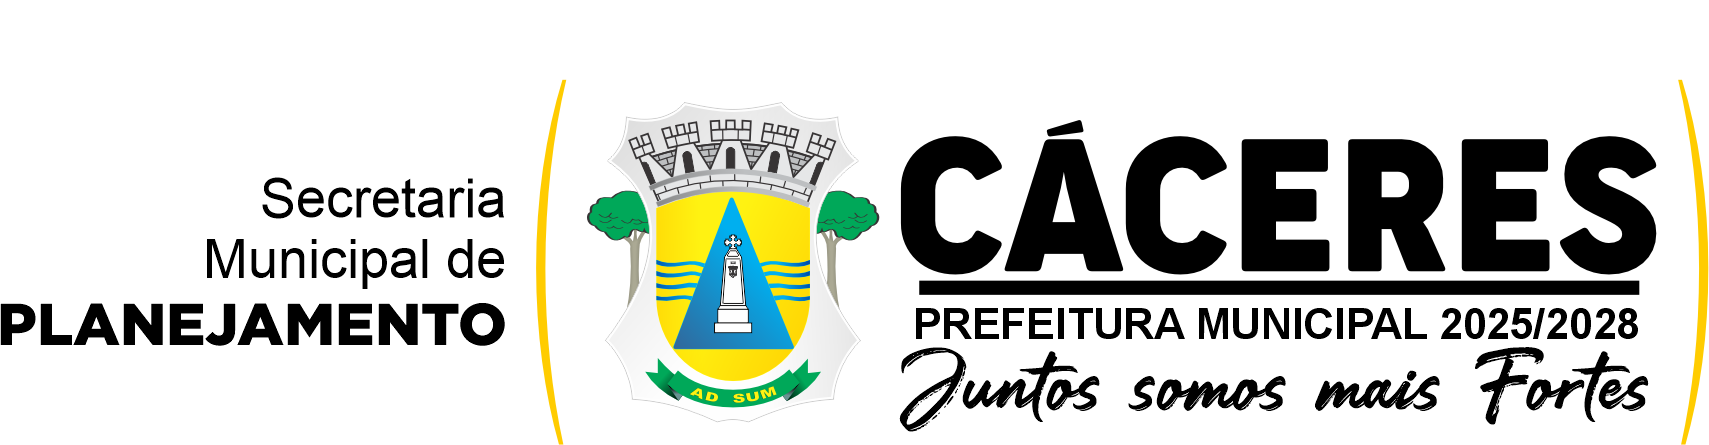 Secretaria
Municipal de
PLANEJAMENTO
AD SUM
CÁCERES
PREFEITURA MUNICIPAL 2025/2028
Juntos somos mais Fortes